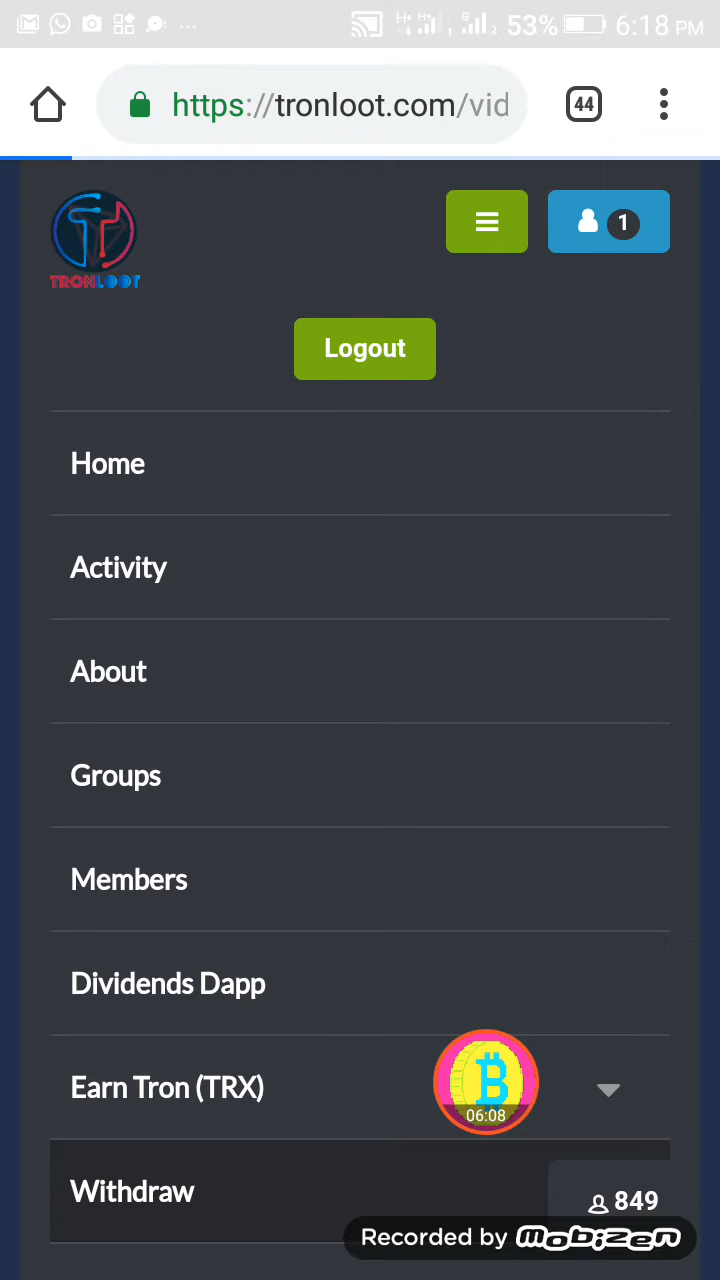 53% 6:18 PM
https://tronloot.com/vid
44
TRONLOOT
1
Logout
Home
Activity
About
Groups
Members
Dividends Dapp
Earn Tron (TRX)
06:08
Withdraw
849
Recorded by mobizen